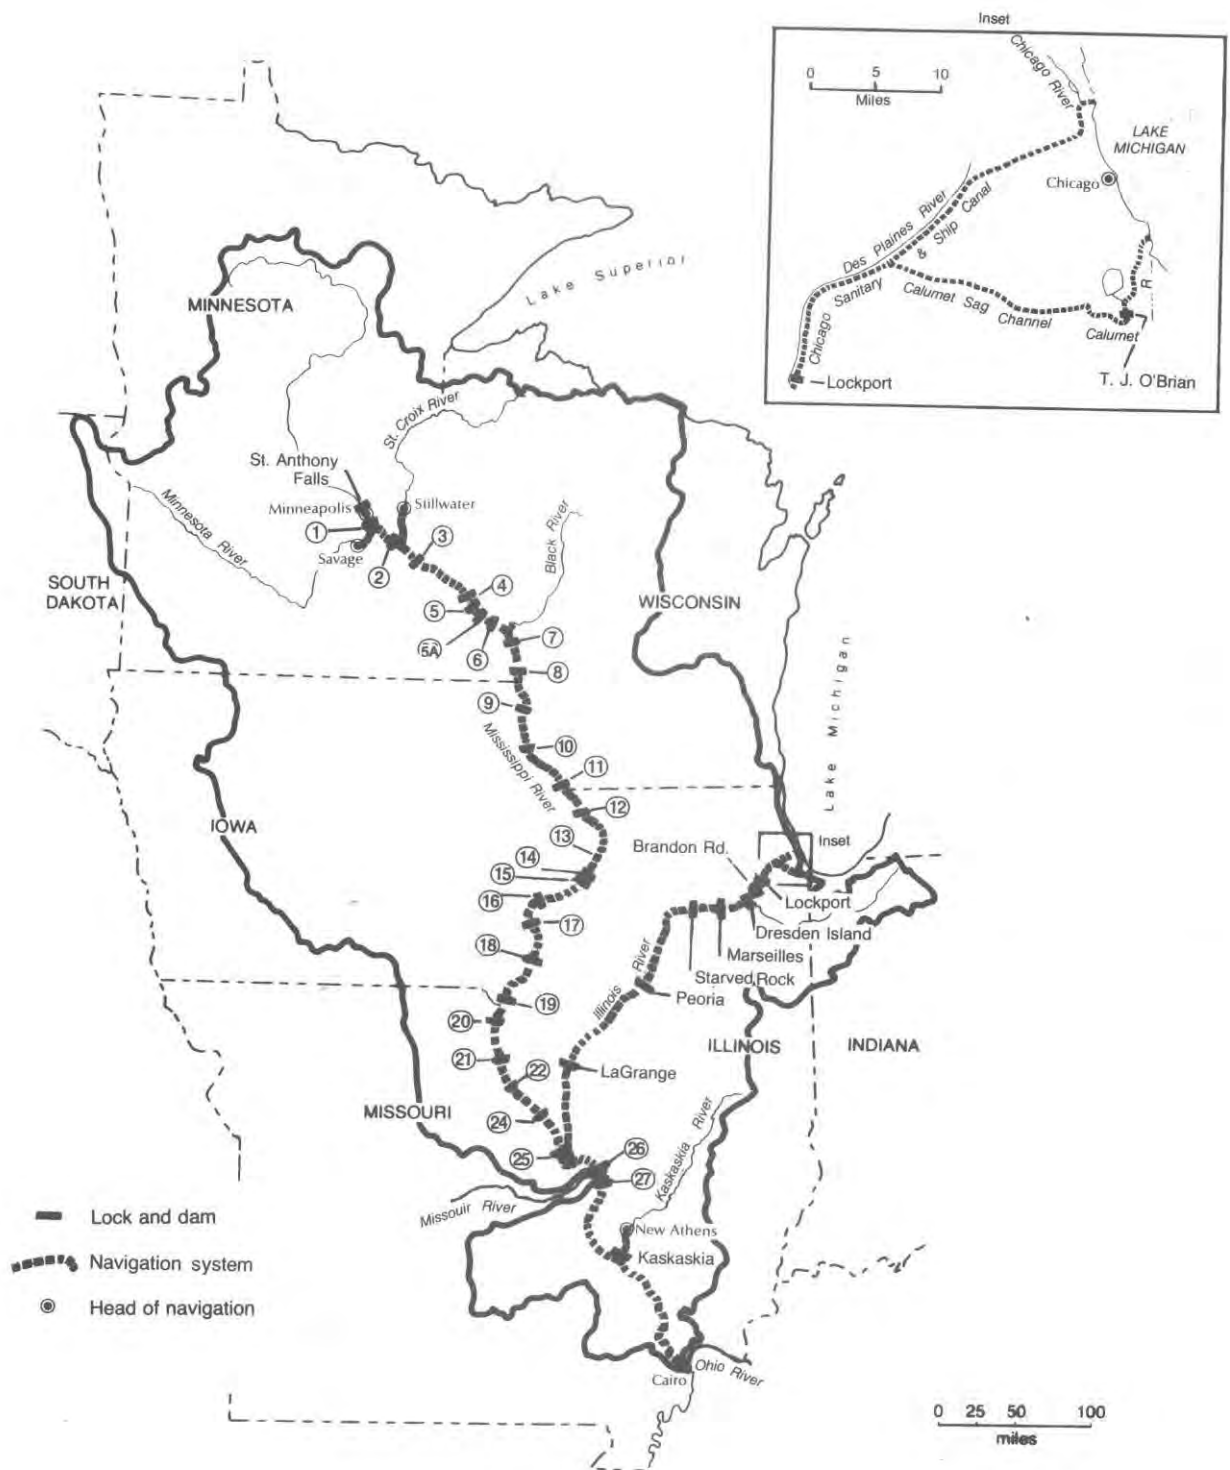 Inset
0 5 10
Miles
Chicago River
LAKE
MICHIGAN
Chicago
Des Plaines River
& Ship Canal
Chicago Sanitary
Calumet Sag Channel
Calumet
R
Lockport
T. J. O'Brian
MINNESOTA
Lake Superior
St. Croix River
St. Anthony
Falls
Minneapolis
Stillwater
Minnesota River
Savage
Black River
1
2
3
4
5
5A
6
7
8
9
10
11
12
13
14
15
16
17
18
19
20
21
22
24
25
26
27
SOUTH
DAKOTA
WISCONSIN
Lake Michigan
Mississippi River
IOWA
Inset
Brandon Rd.
Lockport
Dresden Island
Marseilles
Starved Rock
Peoria
Illinois River
LaGrange
ILLINOIS
INDIANA
MISSOURI
Kaskaskia River
Missouir River
New Athens
Kaskaskia
Cairo
Ohio River
Lock and dam
Navigation system
Head of navigation
0 25 50 100
miles